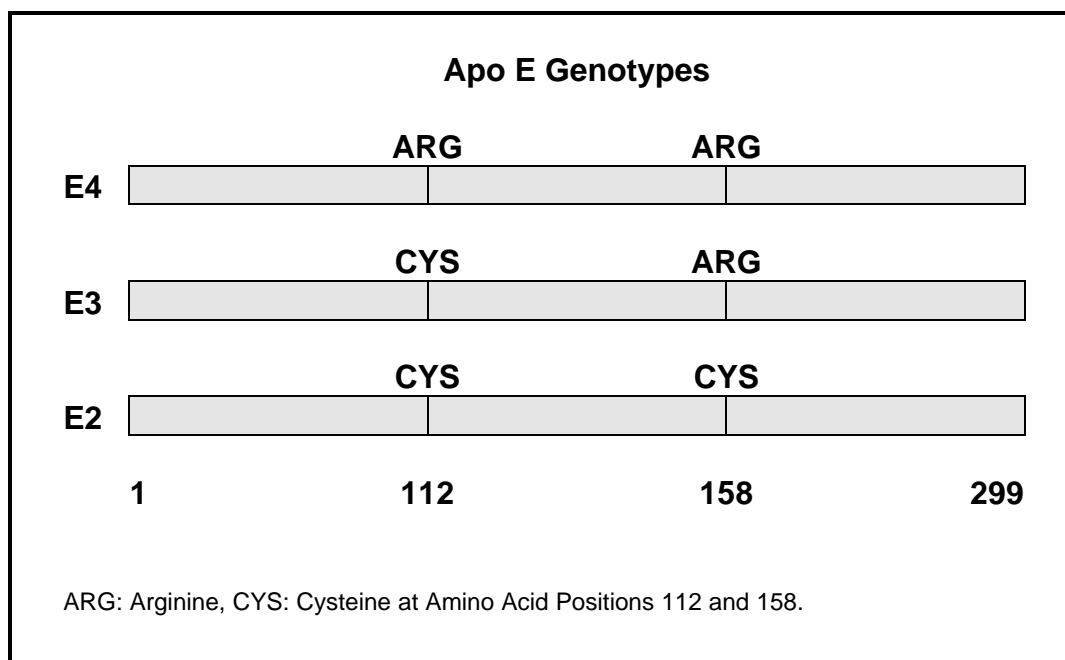 Apo E Genotypes
ARG ARG
E4
CYS ARG
E3
CYS CYS
E2
1 112 158 299
ARG: Arginine, CYS: Cysteine at Amino Acid Positions 112 and 158.